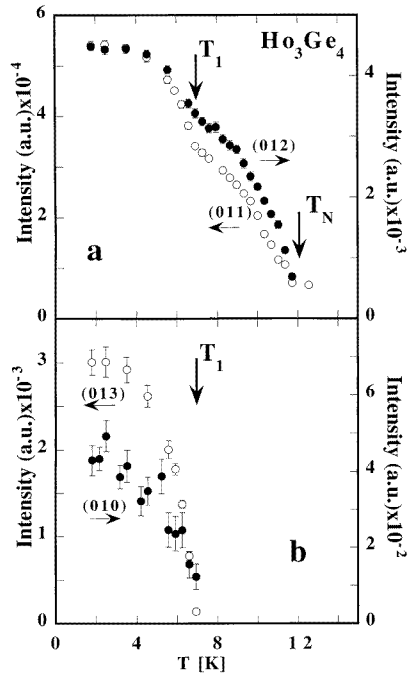 Ho₃Ge₄
T₁
(012)
(011)
T_N
a
Intensity (a.u.)x10⁻⁴
6
4
2
0
Intensity (a.u.)x10⁻³
4
2
0
T₁
(013)
(010)
b
Intensity (a.u.)x10⁻³
3
2
1
0
Intensity (a.u.)x10⁻²
6
4
2
0
0 4 8 12
T [K]